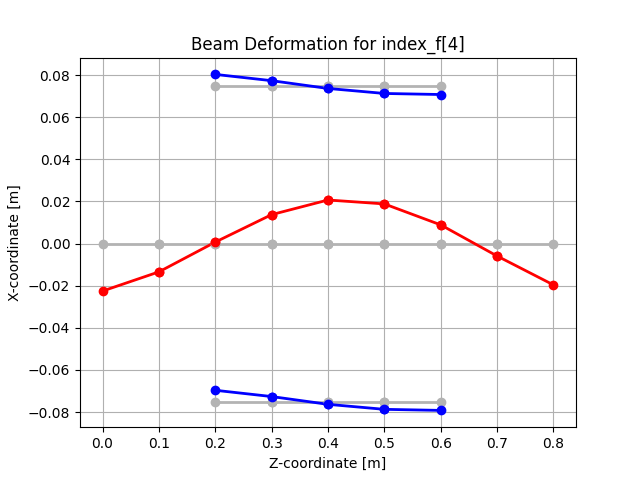 Beam Deformation for index_f[4]
X-coordinate [m]
0.08
0.06
0.04
0.02
0.00
−0.02
−0.04
−0.06
−0.08
0.0 0.1 0.2 0.3 0.4 0.5 0.6 0.7 0.8
Z-coordinate [m]